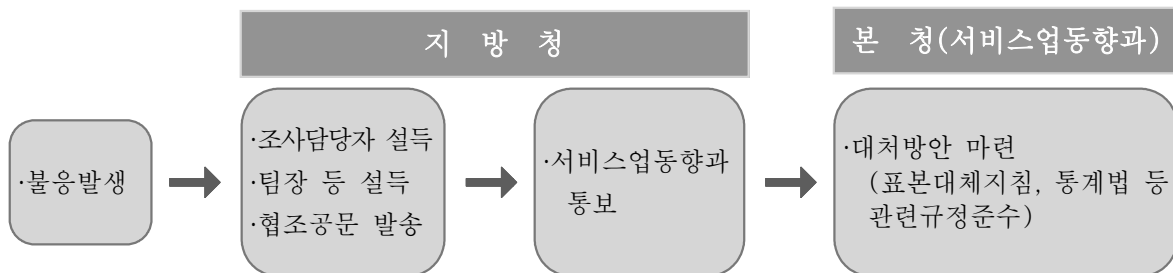 지 방 청
본 청(서비스업동향과)
·불응발생
·조사담당자 설득
·팀장 등 설득
·협조공문 발송
·서비스업동향과
통보
·대처방안 마련
(표본대체지침, 통계법 등
관련규정준수)